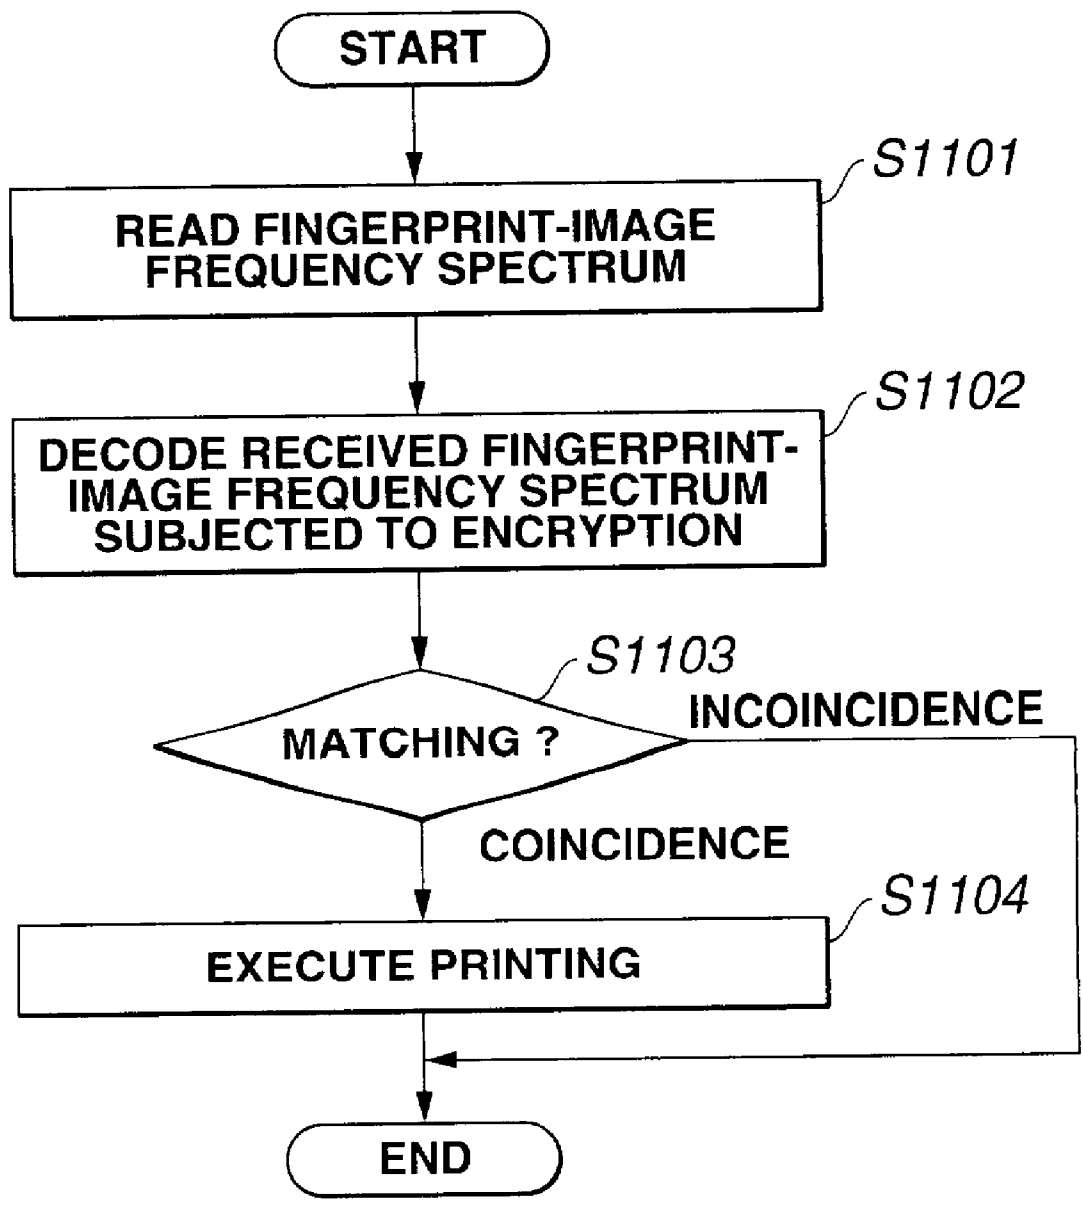 START
S1101
READ FINGERPRINT-IMAGE
FREQUENCY SPECTRUM
S1102
DECODE RECEIVED FINGERPRINT-
IMAGE FREQUENCY SPECTRUM
SUBJECTED TO ENCRYPTION
S1103
INCOINCIDENCE
MATCHING ?
COINCIDENCE
S1104
EXECUTE PRINTING
END